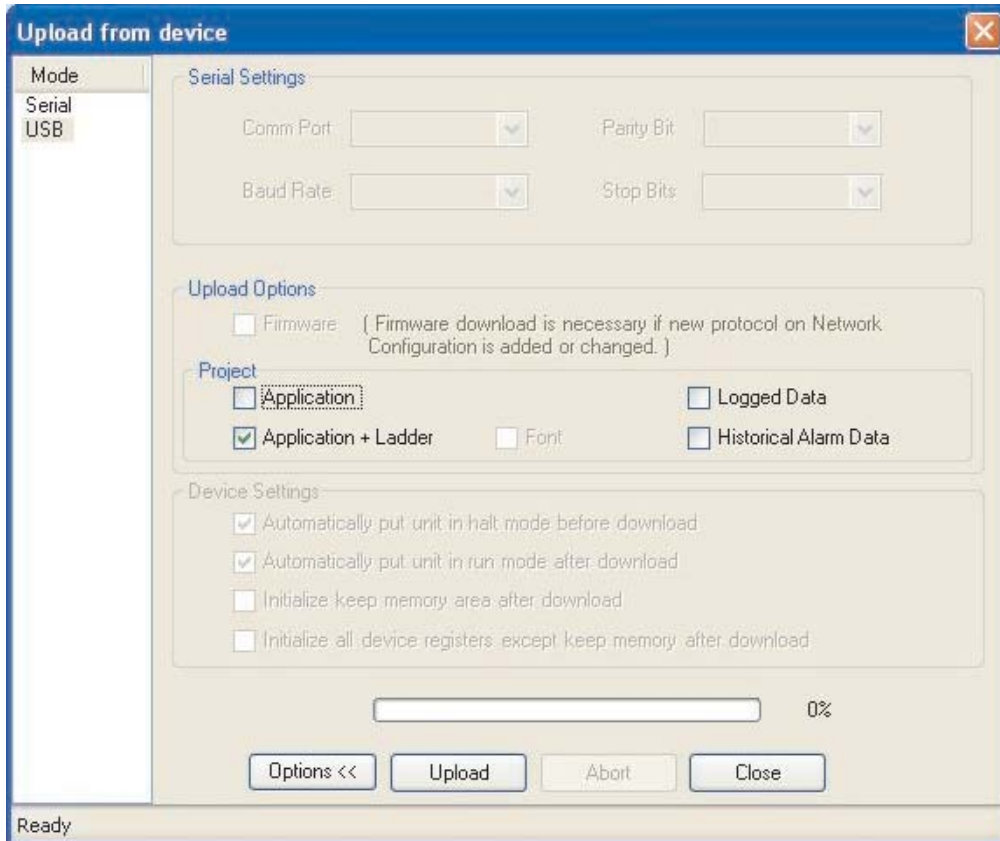 Upload from device
Mode
Serial
USB
Serial Settings
Comm Port
Parity Bit
Baud Rate
Stop Bits
Upload Options
Firmware ( Firmware download is necessary if new protocol on Network
Configuration is added or changed. )
Project
Application
Logged Data
Application + Ladder
Font
Historical Alarm Data
Device Settings
Automatically put unit in halt mode before download
Automatically put unit in run mode after download
Initialize keep memory area after download
Initialize all device registers except keep memory after download
0%
Options <<
Upload
Abort
Close
Ready